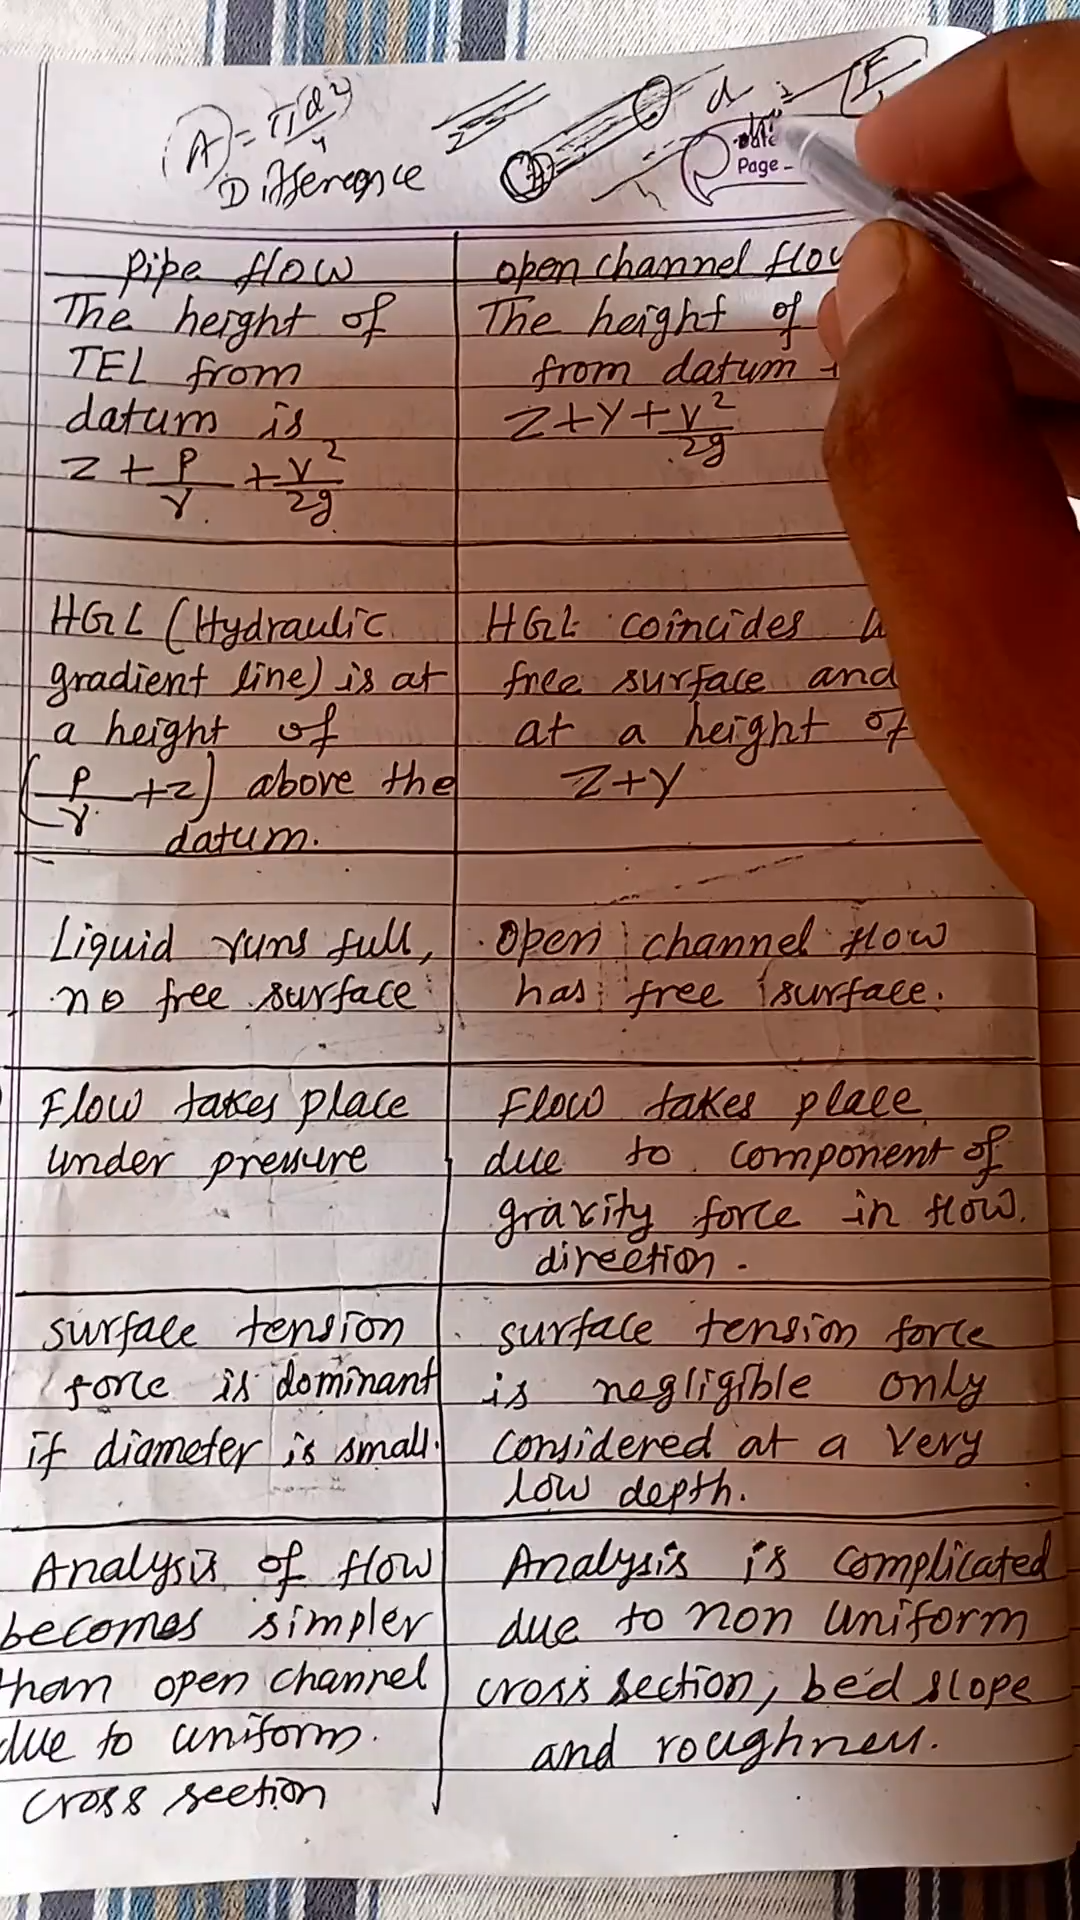 A = π(d²)/4
d
Date
Page
Difference
pipe flow
The height of
TEL from
datum is
Z + P/γ + V²/2g
open channel
The height of
from datum
Z+Y+V²/2g
HGL (Hydraulic
gradient line) is at
a height of
(P/γ +z) above the
datum.
HGL coincides
free surface and
at a height of
Z+Y
Liquid runs full,
no free surface
open channel flow
has free surface.
Flow takes place
under pressure
Flow takes place
due to component of
gravity force in flow.
direction.
surface tension
force is dominant
if diameter is small.
surface tension force
is negligible only
considered at a very
low depth.
Analysis of flow
becomes simpler
than open channel
due to uniform.
cross section
Analysis is complicated
due to non uniform
cross section, bed slope
and roughness.